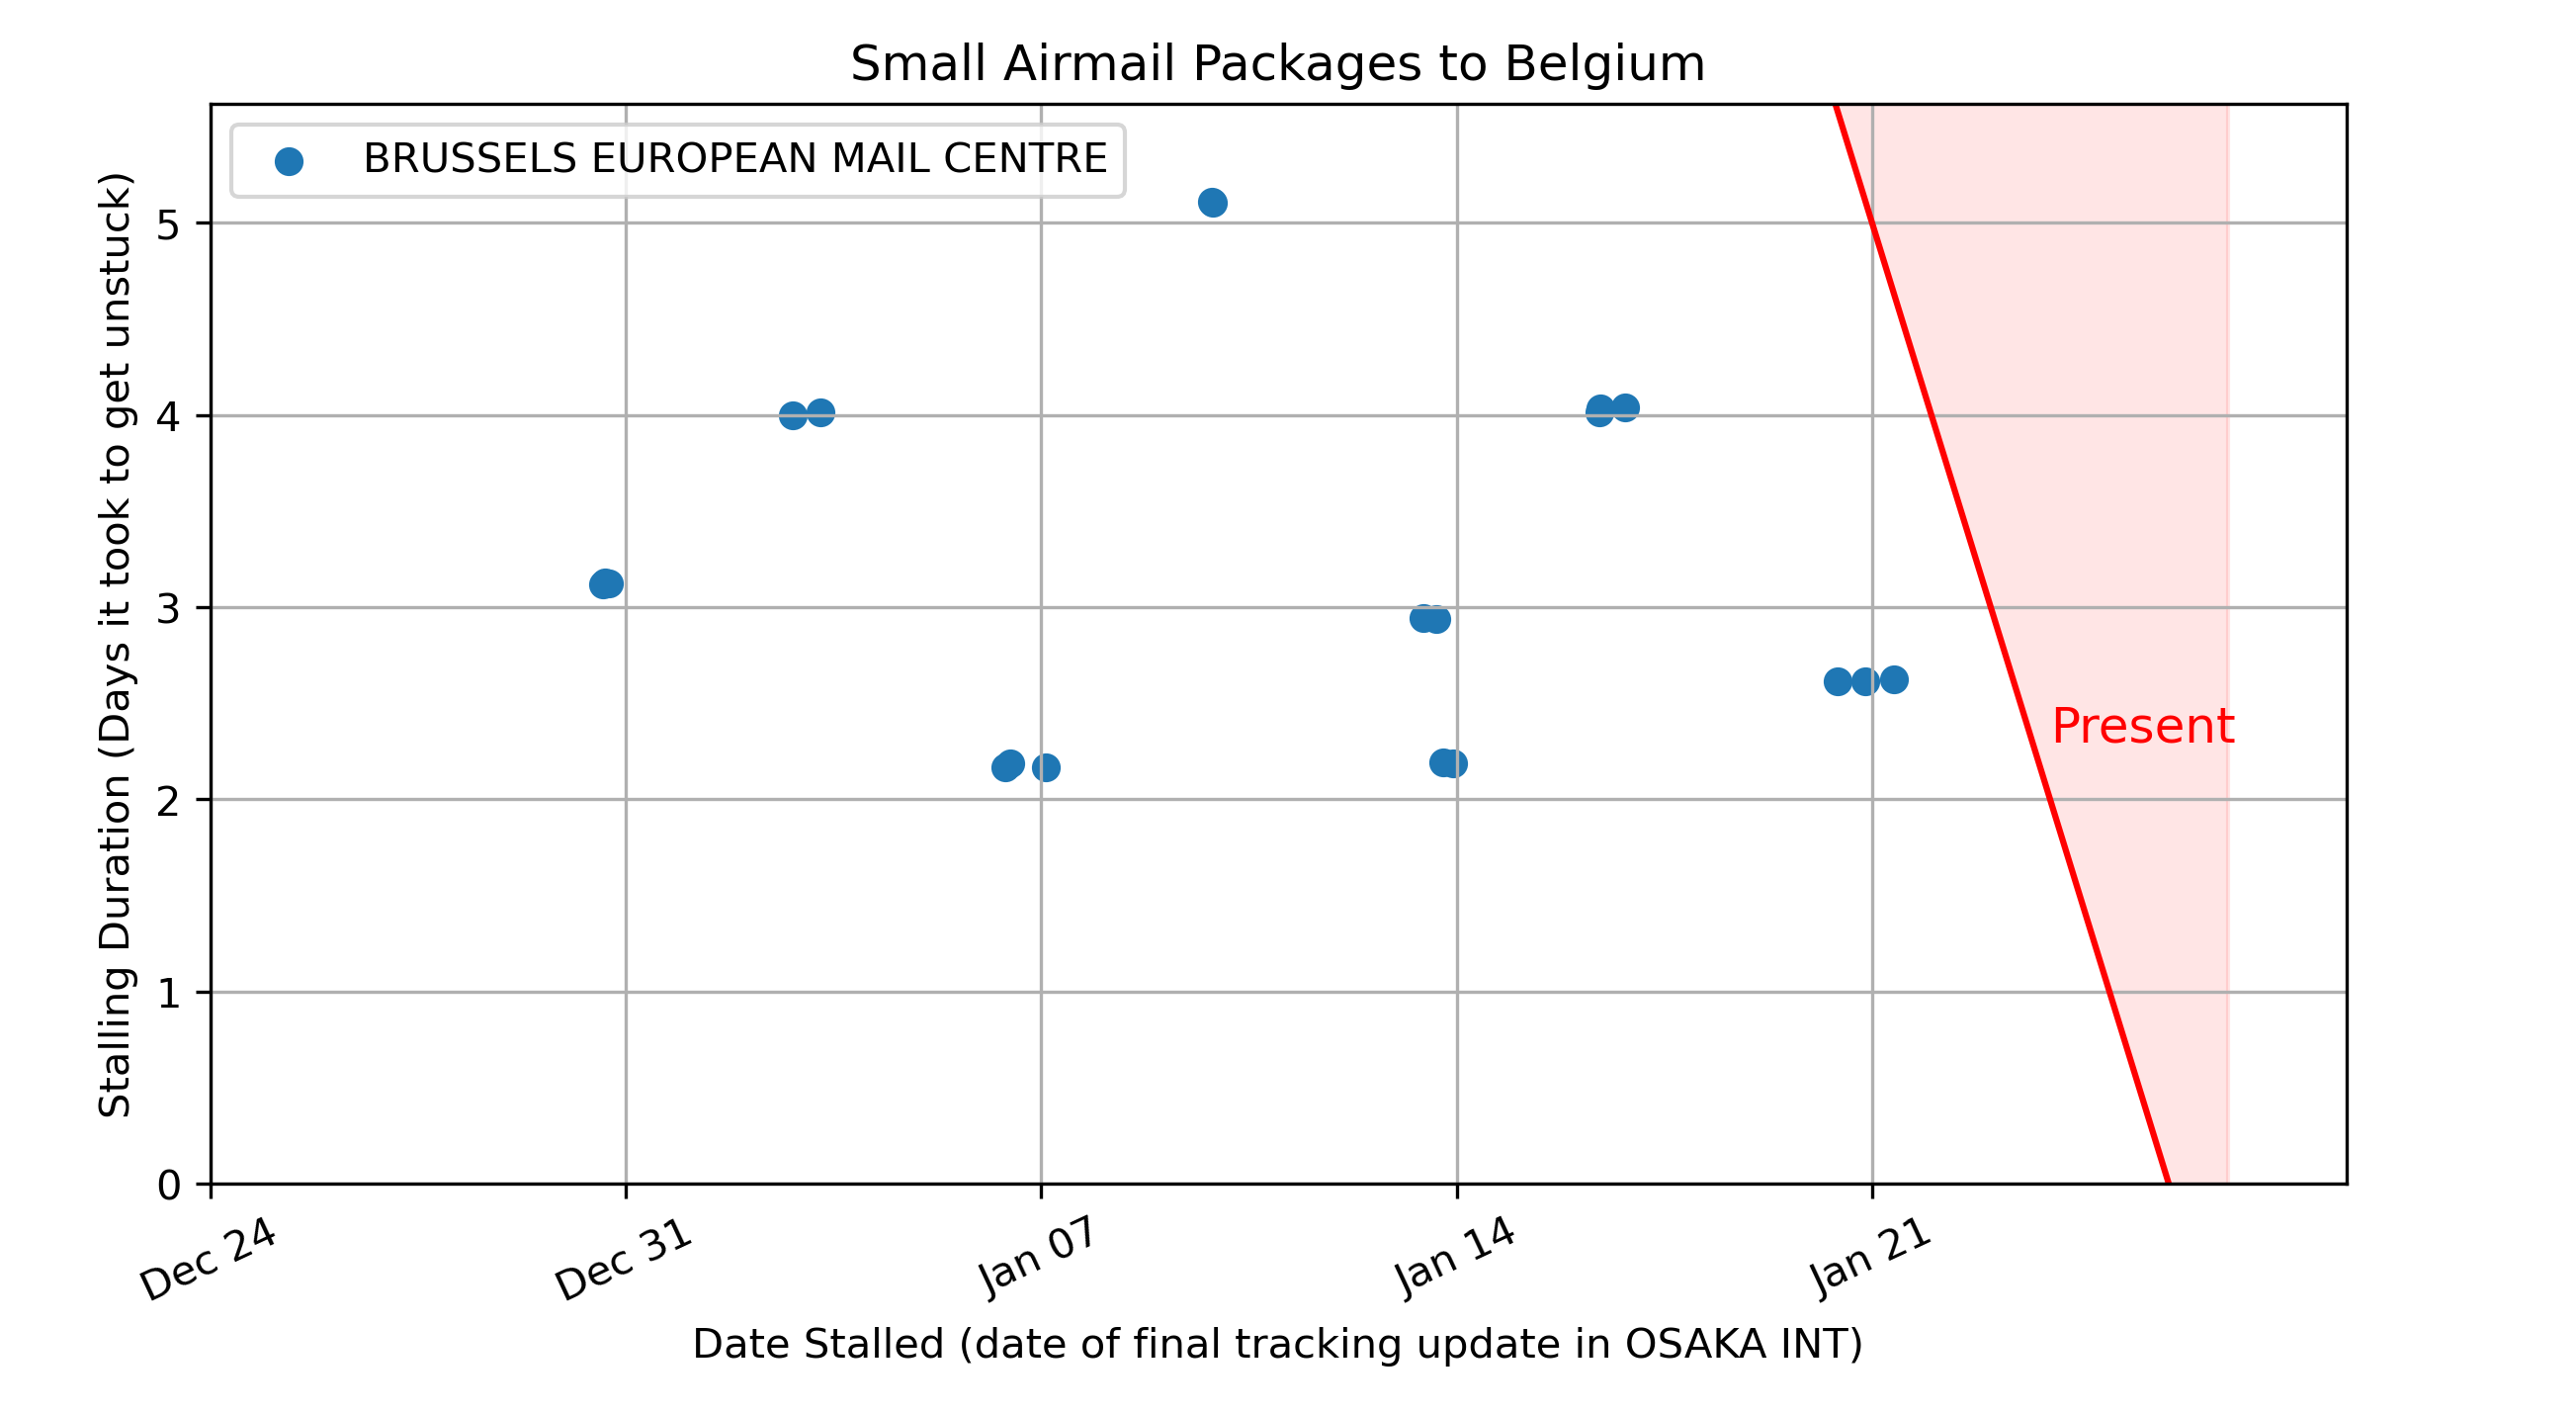 Small Airmail Packages to Belgium
BRUSSELS EUROPEAN MAIL CENTRE
Stalling Duration (Days it took to get unstuck)
5
4
3
2
1
0
Present
Dec 24
Dec 31
Jan 07
Jan 14
Jan 21
Date Stalled (date of final tracking update in OSAKA INT)